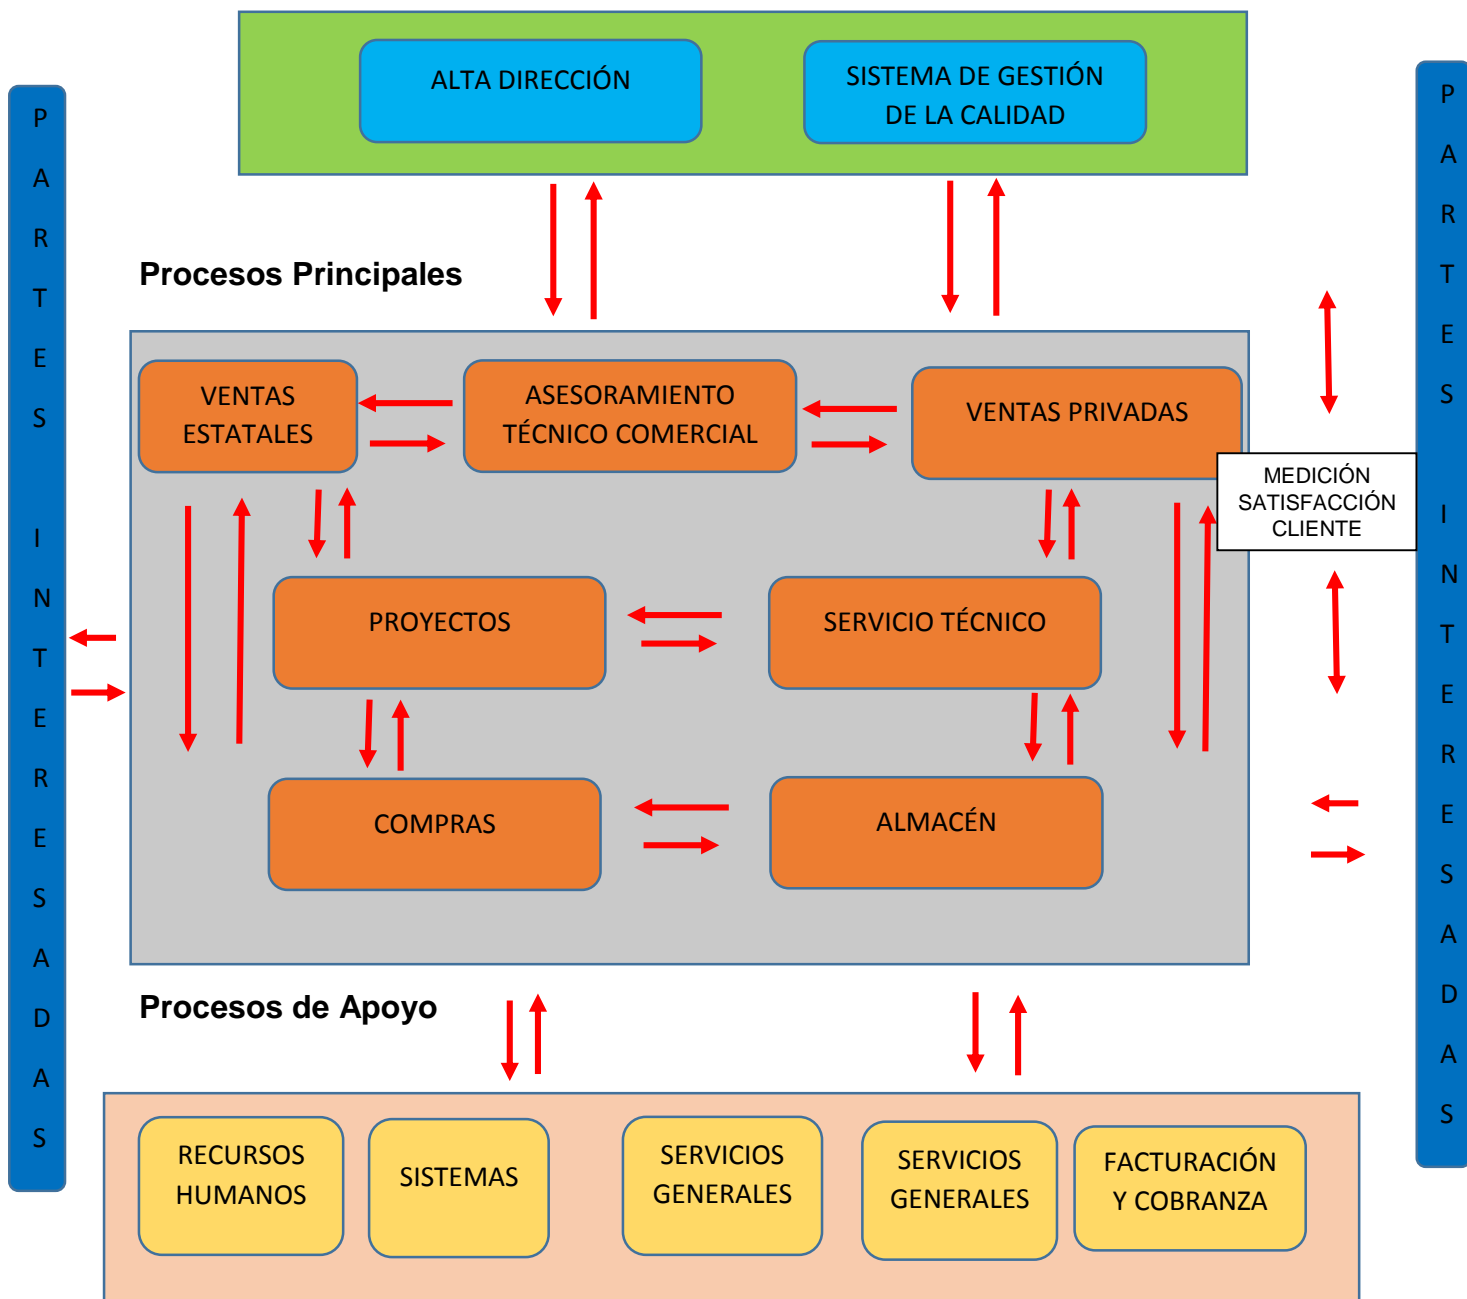 ALTA DIRECCIÓN
SISTEMA DE GESTIÓN
DE LA CALIDAD
P
A
R
T
E
S
I
N
T
E
R
E
S
A
D
A
S
Procesos Principales
VENTAS
ESTATALES
ASESORAMIENTO
TÉCNICO COMERCIAL
VENTAS PRIVADAS
MEDICIÓN
SATISFACCIÓN
CLIENTE
PROYECTOS
SERVICIO TÉCNICO
COMPRAS
ALMACÉN
Procesos de Apoyo
RECURSOS
HUMANOS
SISTEMAS
SERVICIOS
GENERALES
SERVICIOS
GENERALES
FACTURACIÓN
Y COBRANZA
P
A
R
T
E
S
I
N
T
E
R
E
S
A
D
A
S